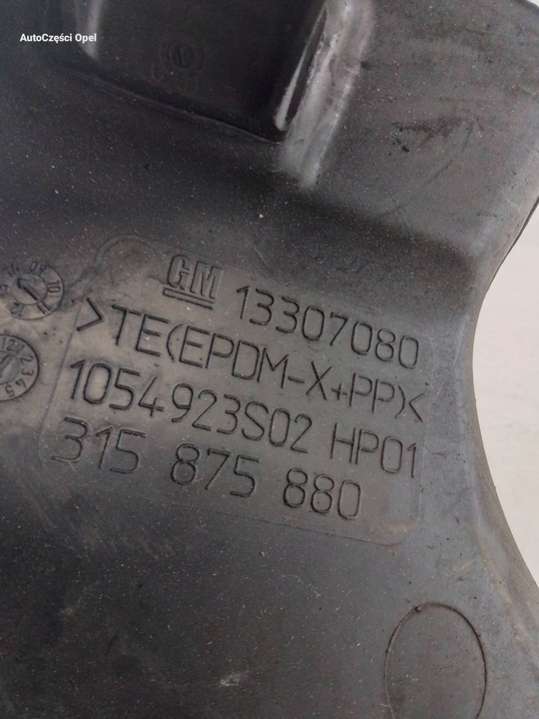 AutoCzęści Opel
GM 13307080
>TE(EPDM-X+PP)<
1054923S02 HP01
315 875 880